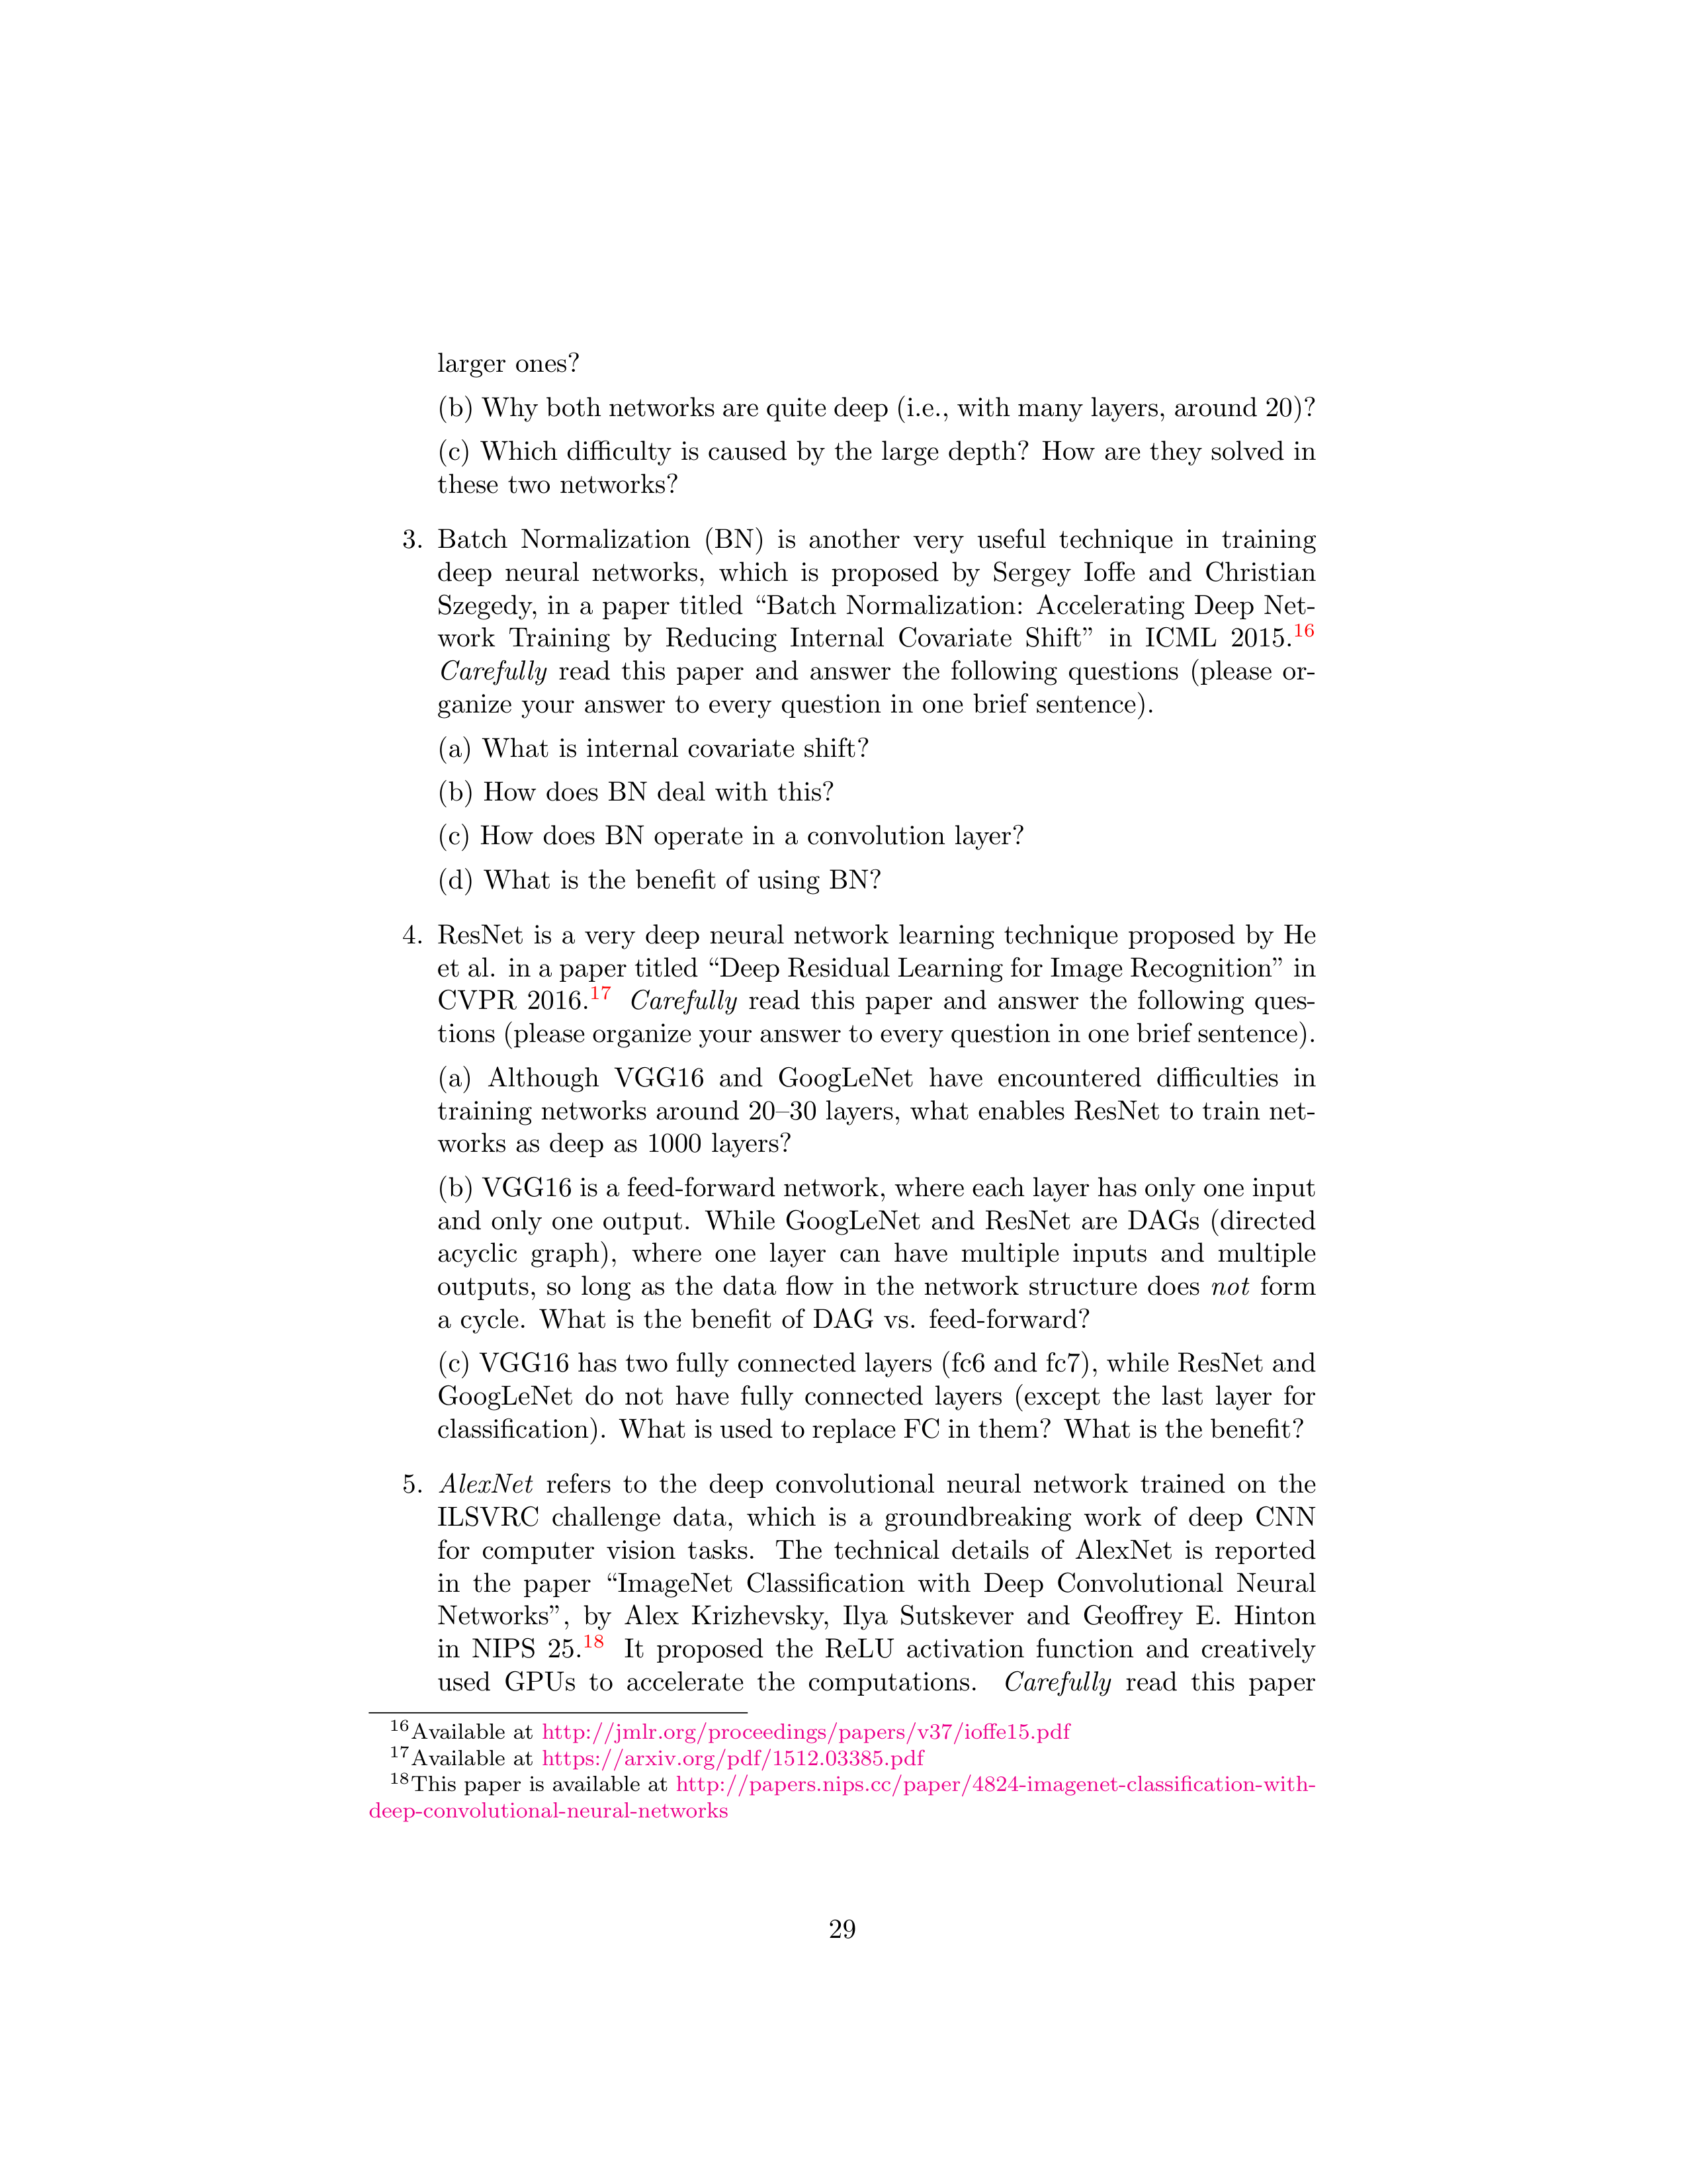 larger ones?
(b) Why both networks are quite deep (i.e., with many layers, around 20)?
(c) Which difficulty is caused by the large depth? How are they solved in
these two networks?
3. Batch Normalization (BN) is another very useful technique in training
deep neural networks, which is proposed by Sergey Ioffe and Christian
Szegedy, in a paper titled “Batch Normalization: Accelerating Deep Net-
work Training by Reducing Internal Covariate Shift” in ICML 2015.16
Carefully read this paper and answer the following questions (please or-
ganize your answer to every question in one brief sentence).
(a) What is internal covariate shift?
(b) How does BN deal with this?
(c) How does BN operate in a convolution layer?
(d) What is the benefit of using BN?
4. ResNet is a very deep neural network learning technique proposed by He
et al. in a paper titled “Deep Residual Learning for Image Recognition” in
CVPR 2016.17 Carefully read this paper and answer the following ques-
tions (please organize your answer to every question in one brief sentence).
(a) Although VGG16 and GoogLeNet have encountered difficulties in
training networks around 20–30 layers, what enables ResNet to train net-
works as deep as 1000 layers?
(b) VGG16 is a feed-forward network, where each layer has only one input
and only one output. While GoogLeNet and ResNet are DAGs (directed
acyclic graph), where one layer can have multiple inputs and multiple
outputs, so long as the data flow in the network structure does not form
a cycle. What is the benefit of DAG vs. feed-forward?
(c) VGG16 has two fully connected layers (fc6 and fc7), while ResNet and
GoogLeNet do not have fully connected layers (except the last layer for
classification). What is used to replace FC in them? What is the benefit?
5. AlexNet refers to the deep convolutional neural network trained on the
ILSVRC challenge data, which is a groundbreaking work of deep CNN
for computer vision tasks. The technical details of AlexNet is reported
in the paper “ImageNet Classification with Deep Convolutional Neural
Networks”, by Alex Krizhevsky, Ilya Sutskever and Geoffrey E. Hinton
in NIPS 25.18 It proposed the ReLU activation function and creatively
used GPUs to accelerate the computations. Carefully read this paper
16Available at http://jmlr.org/proceedings/papers/v37/ioffe15.pdf
17Available at https://arxiv.org/pdf/1512.03385.pdf
18This paper is available at http://papers.nips.cc/paper/4824-imagenet-classification-with-
deep-convolutional-neural-networks
29